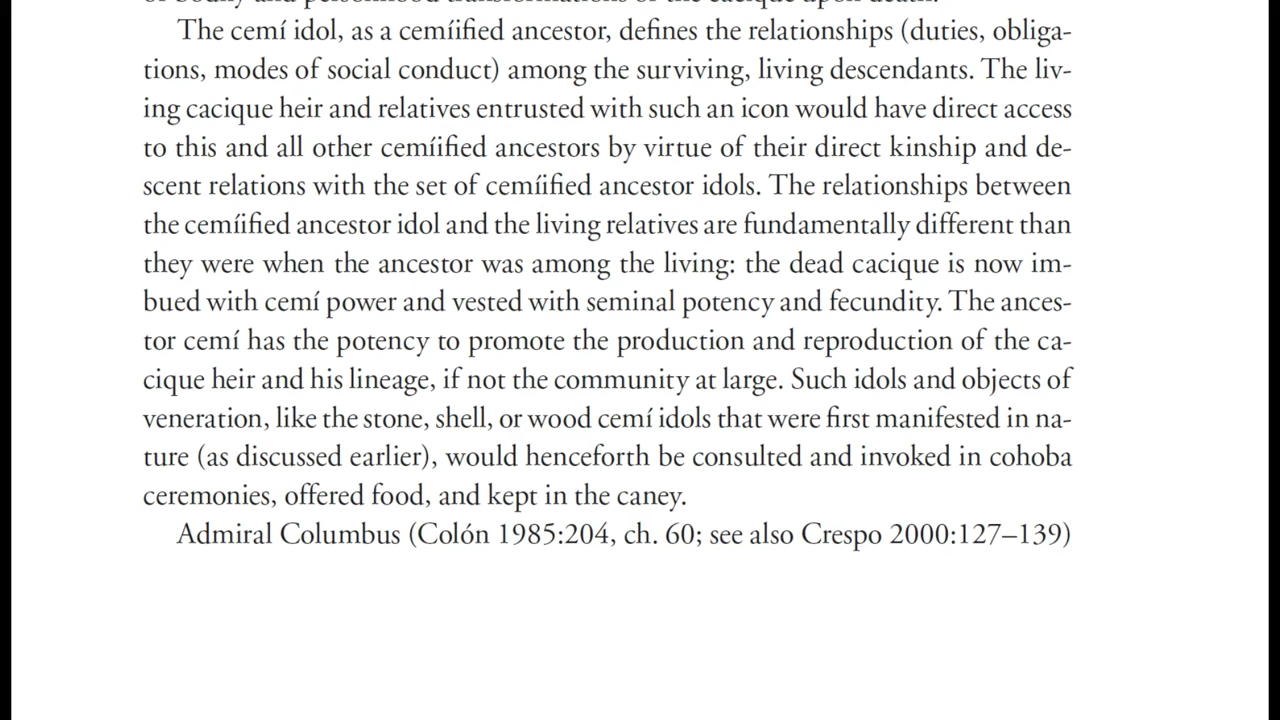 The cemí idol, as a cemíified ancestor, defines the relationships (duties, obliga-
tions, modes of social conduct) among the surviving, living descendants. The liv-
ing cacique heir and relatives entrusted with such an icon would have direct access
to this and all other cemíified ancestors by virtue of their direct kinship and de-
scent relations with the set of cemíified ancestor idols. The relationships between
the cemíified ancestor idol and the living relatives are fundamentally different than
they were when the ancestor was among the living: the dead cacique is now im-
bued with cemí power and vested with seminal potency and fecundity. The ances-
tor cemí has the potency to promote the production and reproduction of the ca-
cique heir and his lineage, if not the community at large. Such idols and objects of
veneration, like the stone, shell, or wood cemí idols that were first manifested in na-
ture (as discussed earlier), would henceforth be consulted and invoked in cohoba
ceremonies, offered food, and kept in the caney.
Admiral Columbus (Colón 1985:204, ch. 60; see also Crespo 2000:127–139)